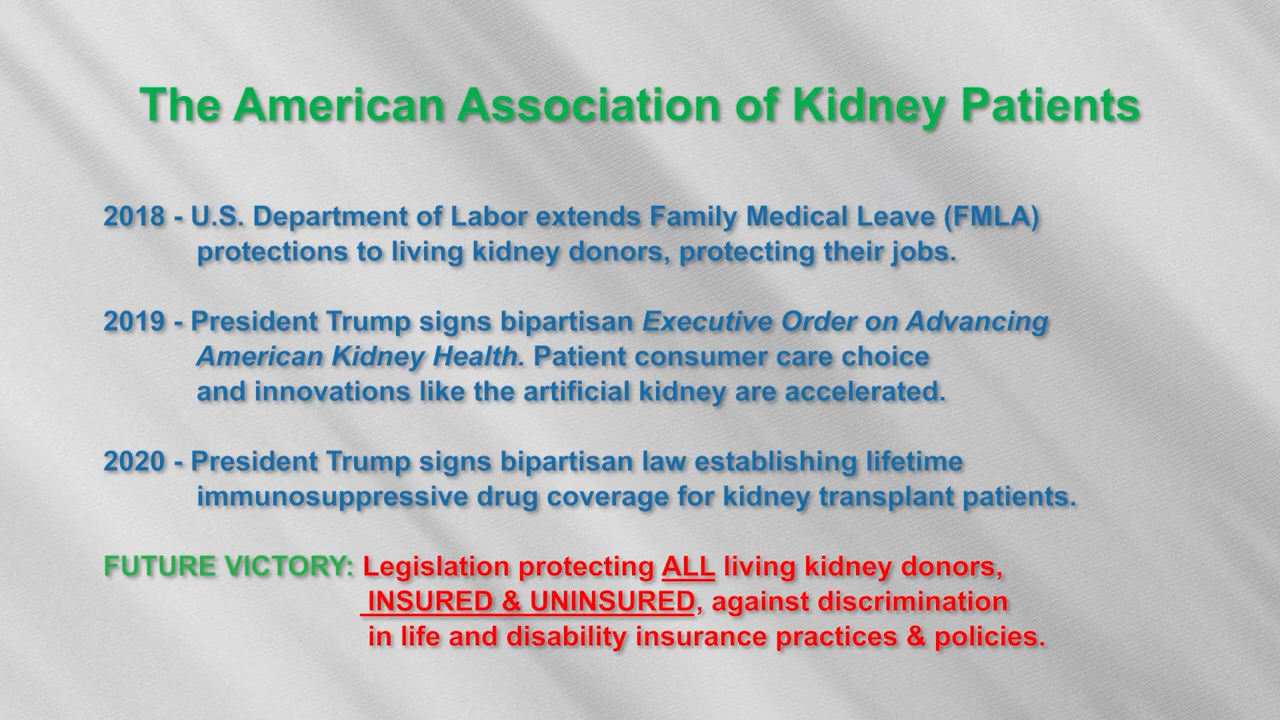 The American Association of Kidney Patients
2018 - U.S. Department of Labor extends Family Medical Leave (FMLA)
protections to living kidney donors, protecting their jobs.
2019 - President Trump signs bipartisan Executive Order on Advancing
American Kidney Health. Patient consumer care choice
and innovations like the artificial kidney are accelerated.
2020 - President Trump signs bipartisan law establishing lifetime
immunosuppressive drug coverage for kidney transplant patients.
FUTURE VICTORY: Legislation protecting ALL living kidney donors,
INSURED & UNINSURED, against discrimination
in life and disability insurance practices & policies.